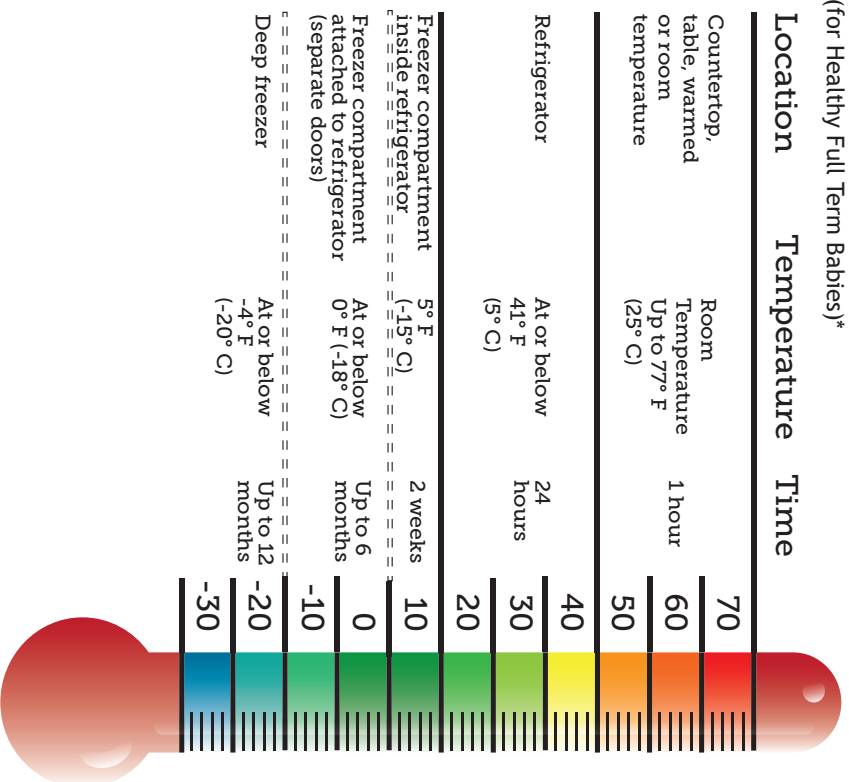 (for Healthy Full Term Babies)*
Location Temperature Time
Countertop,
table, warmed
or room
temperature
Room
Temperature
Up to 77° F
(25° C)
1 hour
Refrigerator
At or below
41° F
(5° C)
24
hours
Freezer compartment
inside refrigerator
5° F
(-15° C)
2 weeks
Freezer compartment
attached to refrigerator
(separate doors)
At or below
0° F (-18° C)
Up to 6
months
Deep freezer
At or below
-4° F
(-20° C)
Up to 12
months
70
60
50
40
30
20
10
0
-10
-20
-30